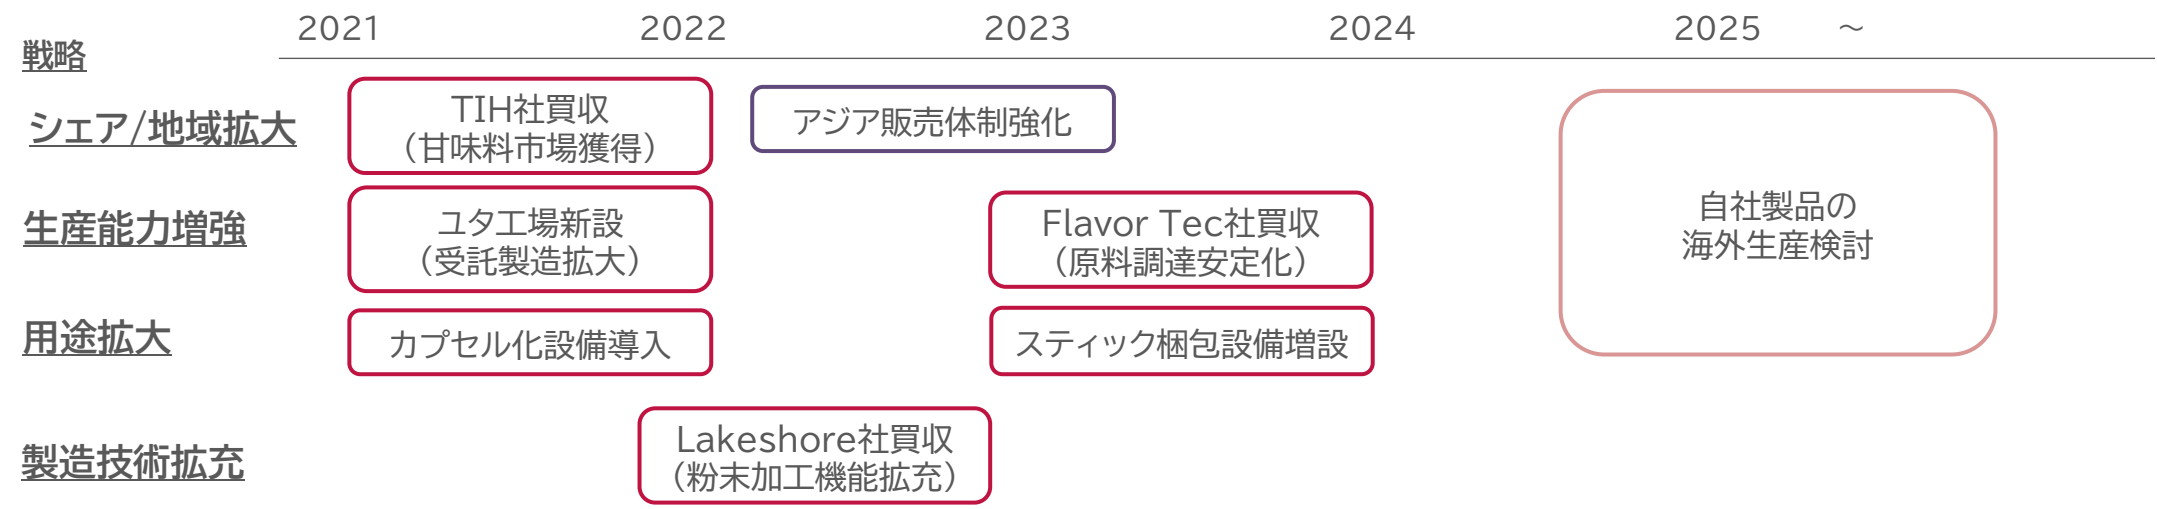 2021 2022 2023 2024 2025 ～
戦略
シェア/地域拡大
TIH社買収
（甘味料市場獲得）
アジア販売体制強化
生産能力増強
ユタ工場新設
（受託製造拡大）
Flavor Tec社買収
（原料調達安定化）
自社製品の
海外生産検討
用途拡大
カプセル化設備導入
スティック梱包設備増設
製造技術拡充
Lakeshore社買収
（粉末加工機能拡充）